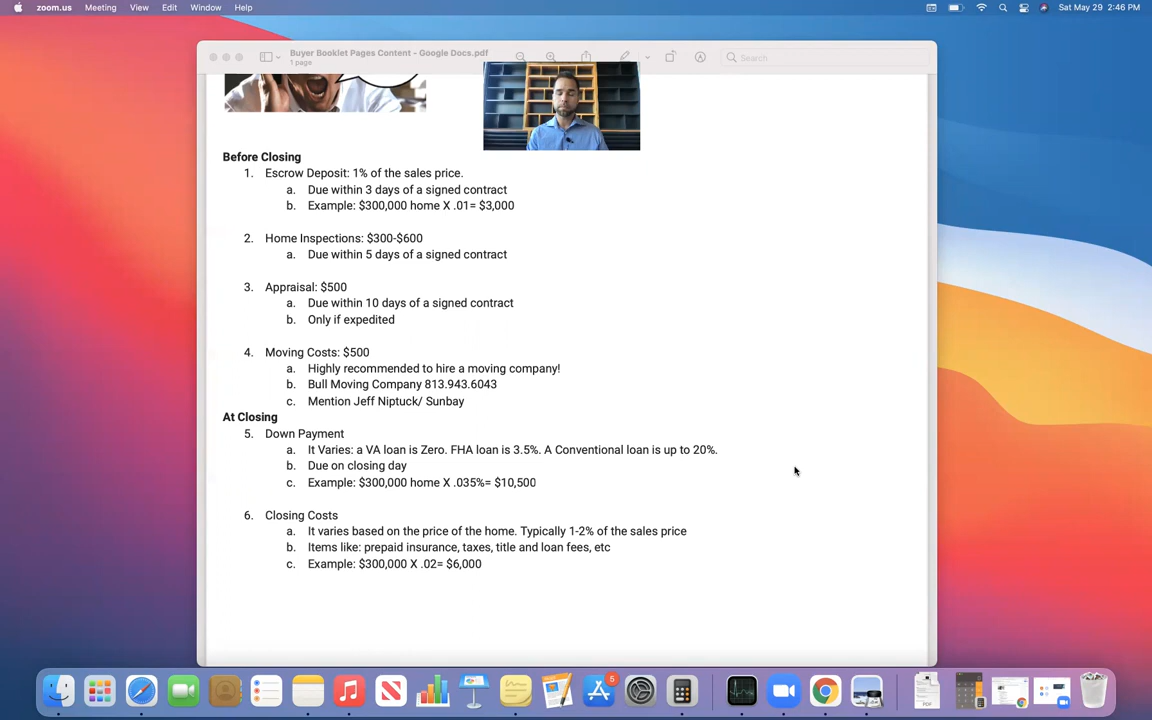 zoom.us Meeting View Edit Window Help
Sat May 29 2:46 PM
Buyer Booklet Pages Content - Google Docs.pdf
1 page
Search
Before Closing
1. Escrow Deposit: 1% of the sales price.
a. Due within 3 days of a signed contract
b. Example: $300,000 home X .01= $3,000
2. Home Inspections: $300-$600
a. Due within 5 days of a signed contract
3. Appraisal: $500
a. Due within 10 days of a signed contract
b. Only if expedited
4. Moving Costs: $500
a. Highly recommended to hire a moving company!
b. Bull Moving Company 813.943.6043
c. Mention Jeff Niptuck/ Sunbay
At Closing
5. Down Payment
a. It Varies: a VA loan is Zero. FHA loan is 3.5%. A Conventional loan is up to 20%.
b. Due on closing day
c. Example: $300,000 home X .035%= $10,500
6. Closing Costs
a. It varies based on the price of the home. Typically 1-2% of the sales price
b. Items like: prepaid insurance, taxes, title and loan fees, etc
c. Example: $300,000 X .02= $6,000
5
PDF